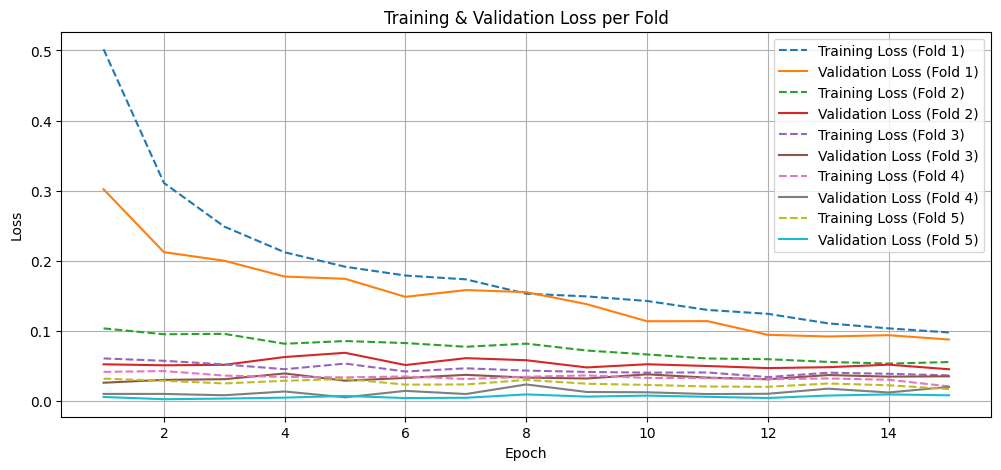 Training & Validation Loss per Fold
Loss
0.5
0.4
0.3
0.2
0.1
0.0
Training Loss (Fold 1)
Validation Loss (Fold 1)
Training Loss (Fold 2)
Validation Loss (Fold 2)
Training Loss (Fold 3)
Validation Loss (Fold 3)
Training Loss (Fold 4)
Validation Loss (Fold 4)
Training Loss (Fold 5)
Validation Loss (Fold 5)
2 4 6 8 10 12 14
Epoch